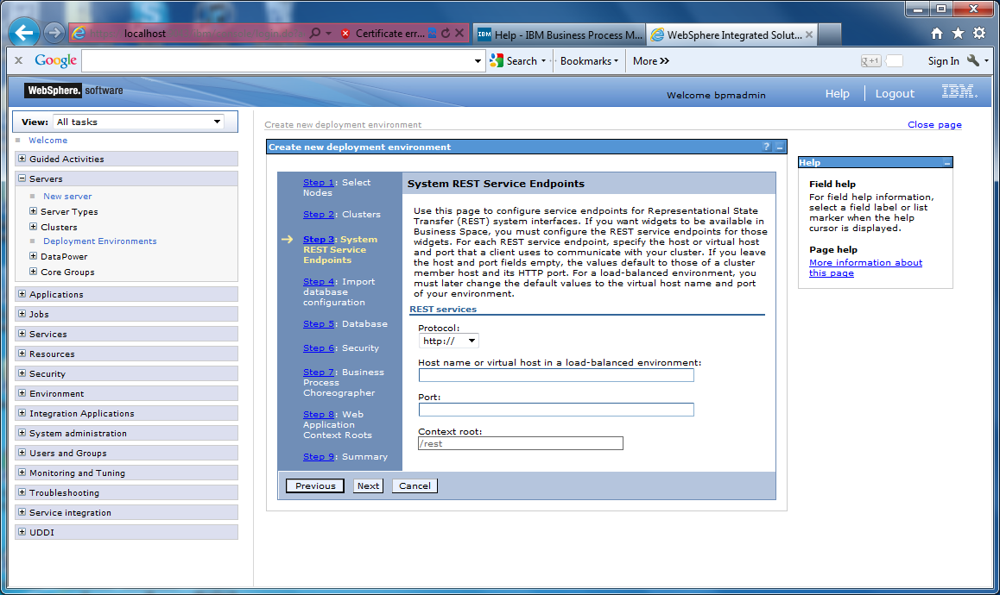 localhost
Certificate err...
IBM Help - IBM Business Process M...
WebSphere Integrated Solut...
Google
Search
Bookmarks
More
g+1
Sign In
WebSphere. software
Welcome bpmadmin
Help
Logout
IBM.
View: All tasks
Welcome
Guided Activities
Servers
New server
Server Types
Clusters
Deployment Environments
DataPower
Core Groups
Applications
Jobs
Services
Resources
Security
Environment
Integration Applications
System administration
Users and Groups
Monitoring and Tuning
Troubleshooting
Service integration
UDDI
Create new deployment environment
Close page
Create new deployment environment
? _
Step 1: Select
Nodes
Step 2: Clusters
Step 3: System
REST Service
Endpoints
Step 4: Import
database
configuration
Step 5: Database
Step 6: Security
Step 7: Business
Process
Choreographer
Step 8: Web
Application
Context Roots
Step 9: Summary
System REST Service Endpoints
Use this page to configure service endpoints for Representational State
Transfer (REST) system interfaces. If you want widgets to be available in
Business Space, you must configure the REST service endpoints for those
widgets. For each REST service endpoint, specify the host or virtual host
and port that a client uses to communicate with your cluster. If you leave
the host and port fields empty, the values default to those of a cluster
member host and its HTTP port. For a load-balanced environment, you
must later change the default values to the virtual host name and port
of your environment.
REST services
Protocol:
http://
Host name or virtual host in a load-balanced environment:
Port:
Context root:
/rest
Previous
Next
Cancel
Help
Field help
For field help information,
select a field label or list
marker when the help
cursor is displayed.
Page help
More information about
this page